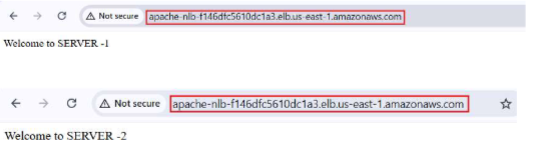 Not secure apache-nlb-f146dfc5610dc1a3.elb.us-east-1.amazonaws.com
Welcome to SERVER -1
Not secure apache-nlb-f146dfc5610dc1a3.elb.us-east-1.amazonaws.com
Welcome to SERVER -2